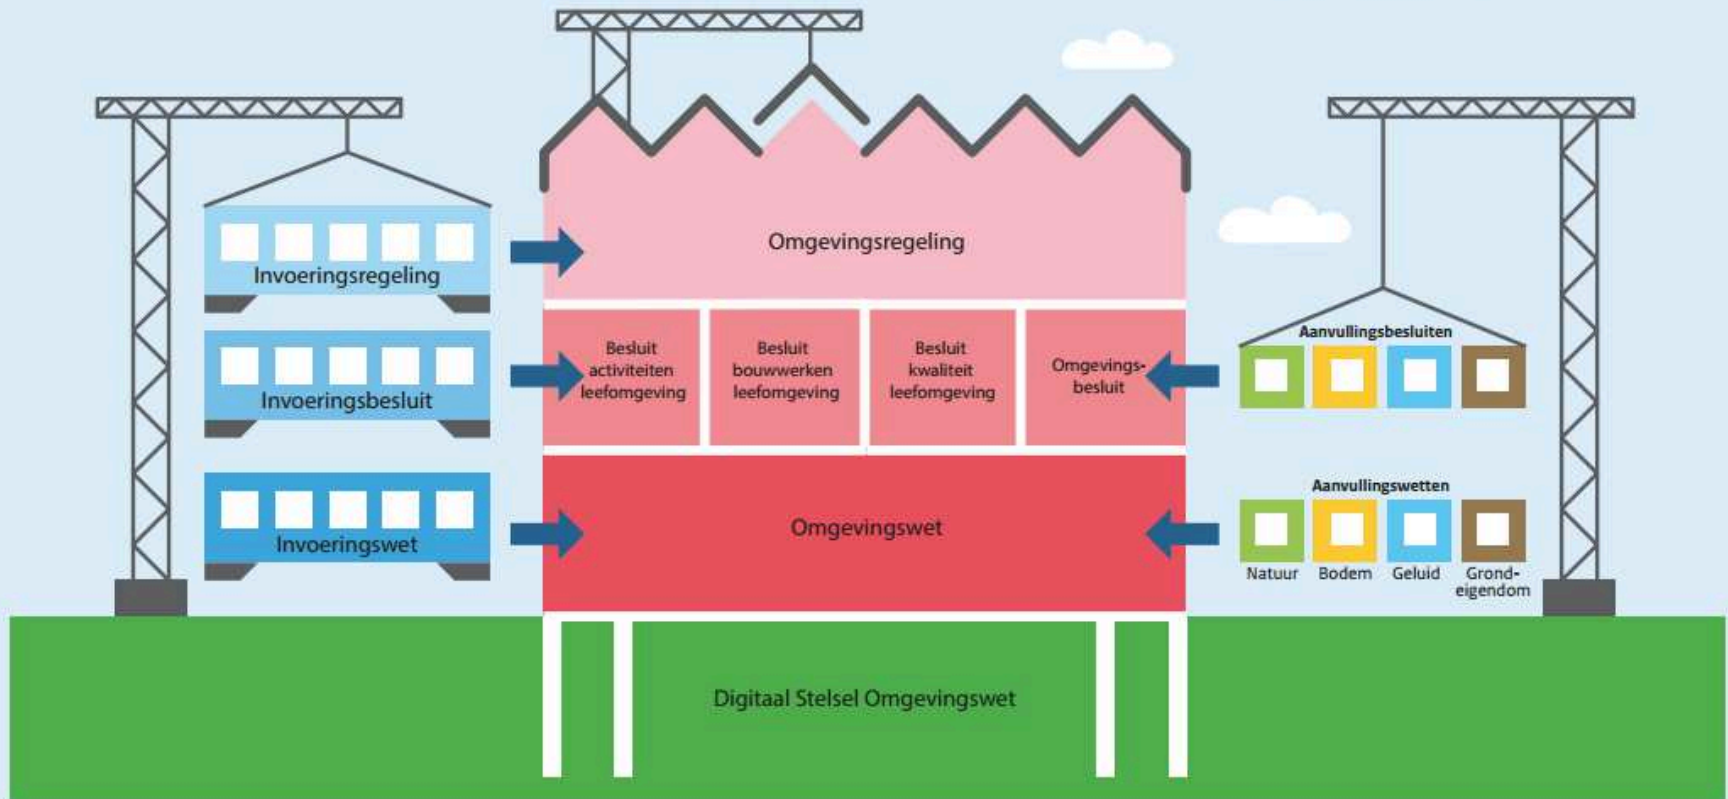 Omgevingsregeling
Invoeringsregeling
Besluit
activiteiten
leefomgeving
Besluit
bouwwerken
leefomgeving
Besluit
kwaliteit
leefomgeving
Omgevings-
besluit
Aanvullingsbesluiten
Invoeringsbesluit
Aanvullingswetten
Omgevingswet
Invoeringswet
Natuur
Bodem
Geluid
Grond-
eigendom
Digitaal Stelsel Omgevingswet